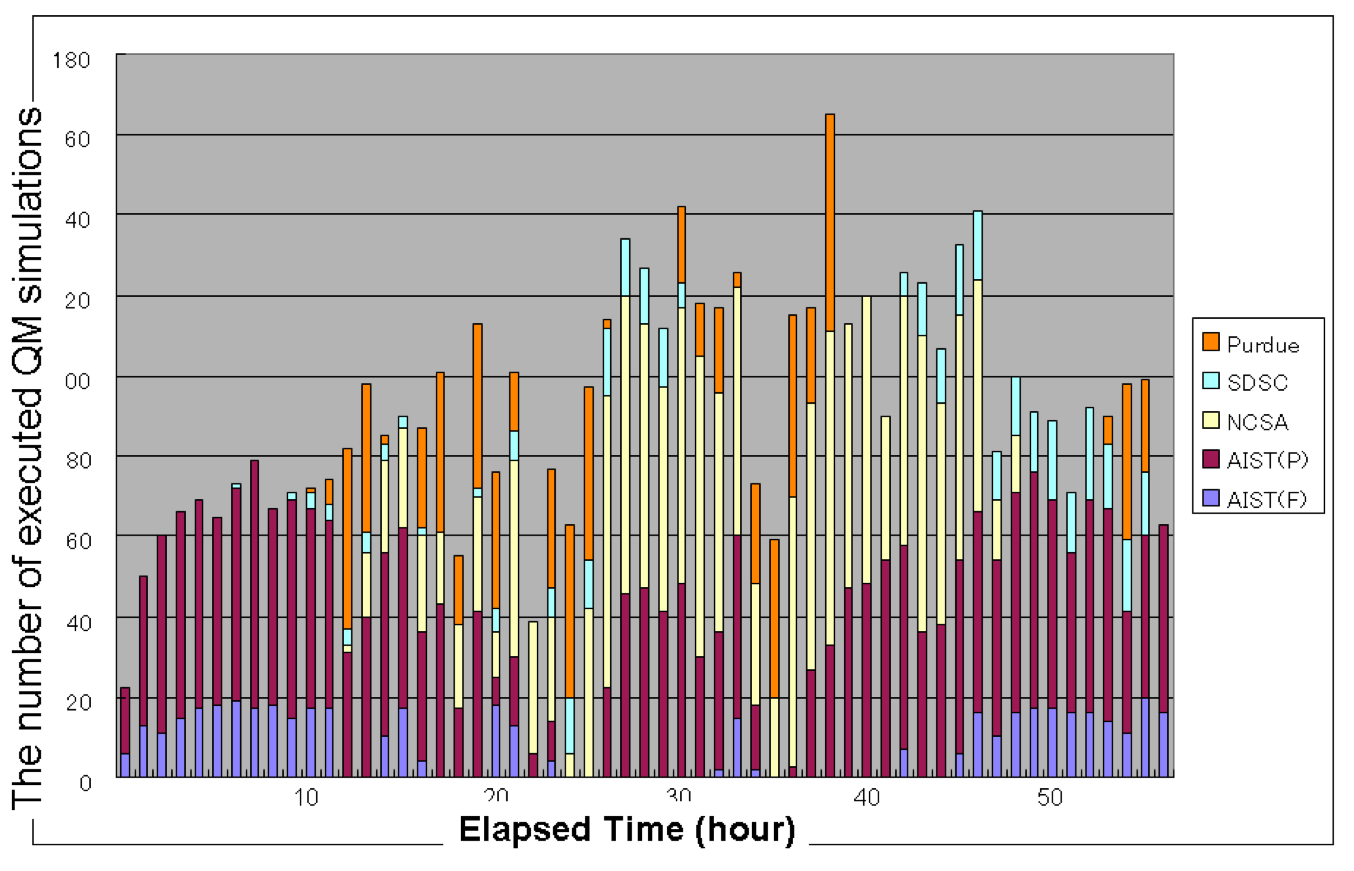 The number of executed QM simulations
180
60
40
20
00
80
60
40
20
0
10
20
30
40
50
Elapsed Time (hour)
Purdue
SDSC
NCSA
AIST(P)
AIST(F)